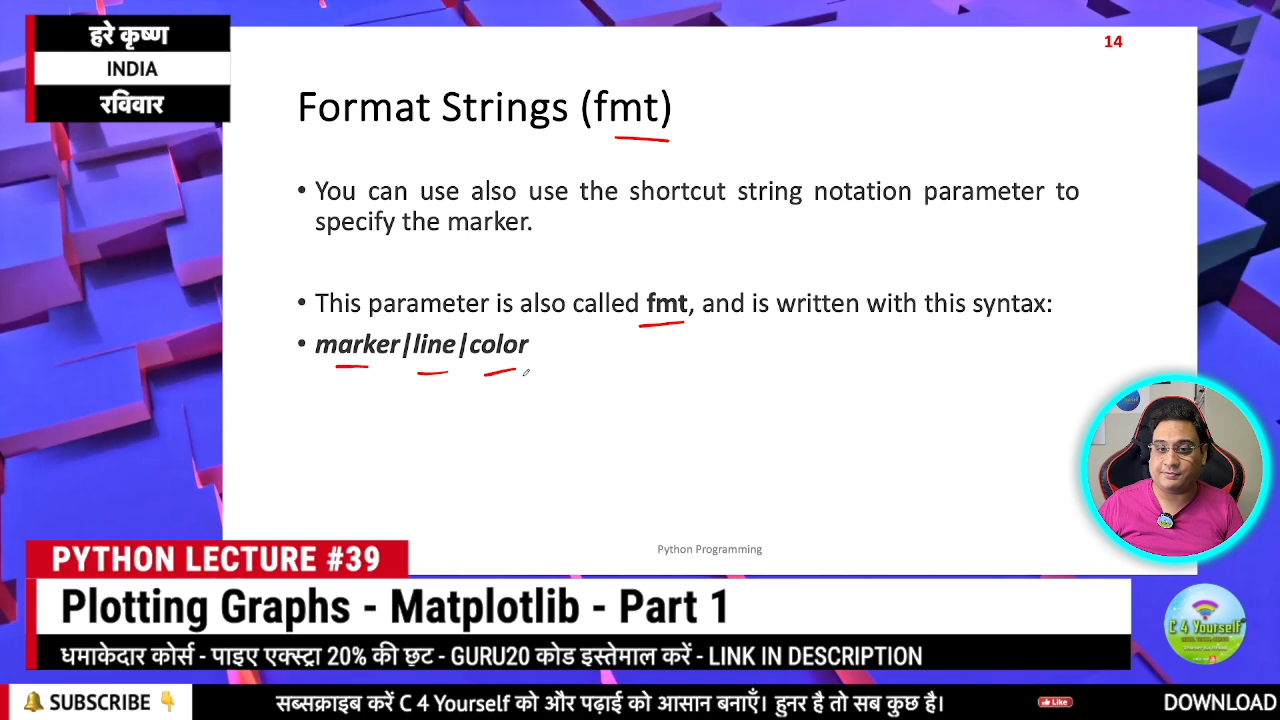 हरे कृष्ण
INDIA
रविवार
14
Format Strings (fmt)
• You can use also use the shortcut string notation parameter to
specify the marker.
• This parameter is also called fmt, and is written with this syntax:
• marker|line|color
Python Programming
PYTHON LECTURE #39
Plotting Graphs - Matplotlib - Part 1
धमाकेदार कोर्स - पाइए एक्स्ट्रा 20% की छूट - GURU20 कोड इस्तेमाल करें - LINK IN DESCRIPTION
C 4 Yourself
SUBSCRIBE
सब्सक्राइब करें C 4 Yourself को और पढ़ाई को आसान बनाएँ। हुनर है तो सब कुछ है।
Like
DOWNLOAD